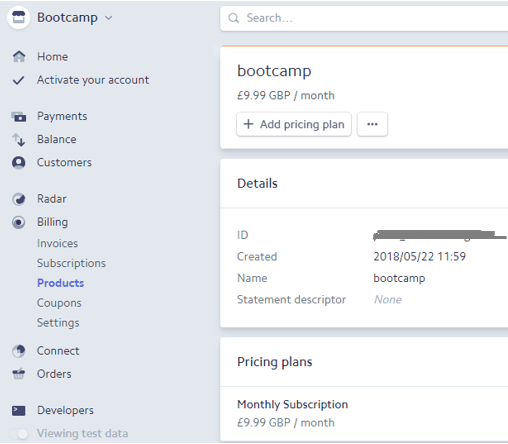 Bootcamp
Search...
Home
Activate your account
Payments
Balance
Customers
Radar
Billing
Invoices
Subscriptions
Products
Coupons
Settings
Connect
Orders
Developers
Viewing test data
bootcamp
£9.99 GBP / month
+ Add pricing plan ...
Details
ID
Created 2018/05/22 11:59
Name bootcamp
Statement descriptor None
Pricing plans
Monthly Subscription
£9.99 GBP / month